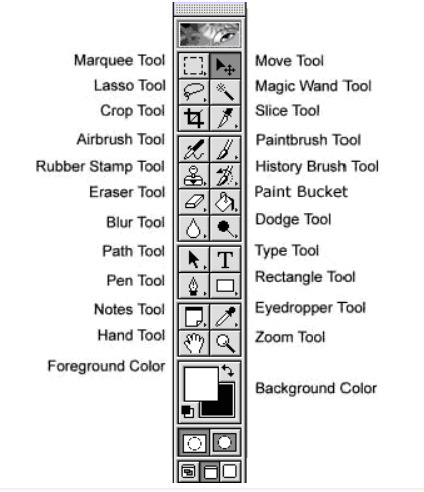 Marquee Tool Move Tool
Lasso Tool Magic Wand Tool
Crop Tool Slice Tool
Airbrush Tool Paintbrush Tool
Rubber Stamp Tool History Brush Tool
Eraser Tool Paint Bucket
Blur Tool Dodge Tool
Path Tool T Type Tool
Pen Tool Rectangle Tool
Notes Tool Eyedropper Tool
Hand Tool Zoom Tool
Foreground Color
Background Color